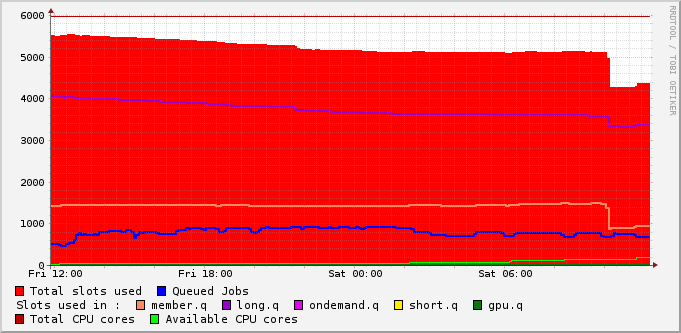 RRDTOOL / TOBI OETIKER
6000
5000
4000
3000
2000
1000
0
Fri 12:00 Fri 18:00 Sat 00:00 Sat 06:00
Total slots used Queued Jobs
Slots used in : member.q long.q ondemand.q short.q gpu.q
Total CPU cores Available CPU cores